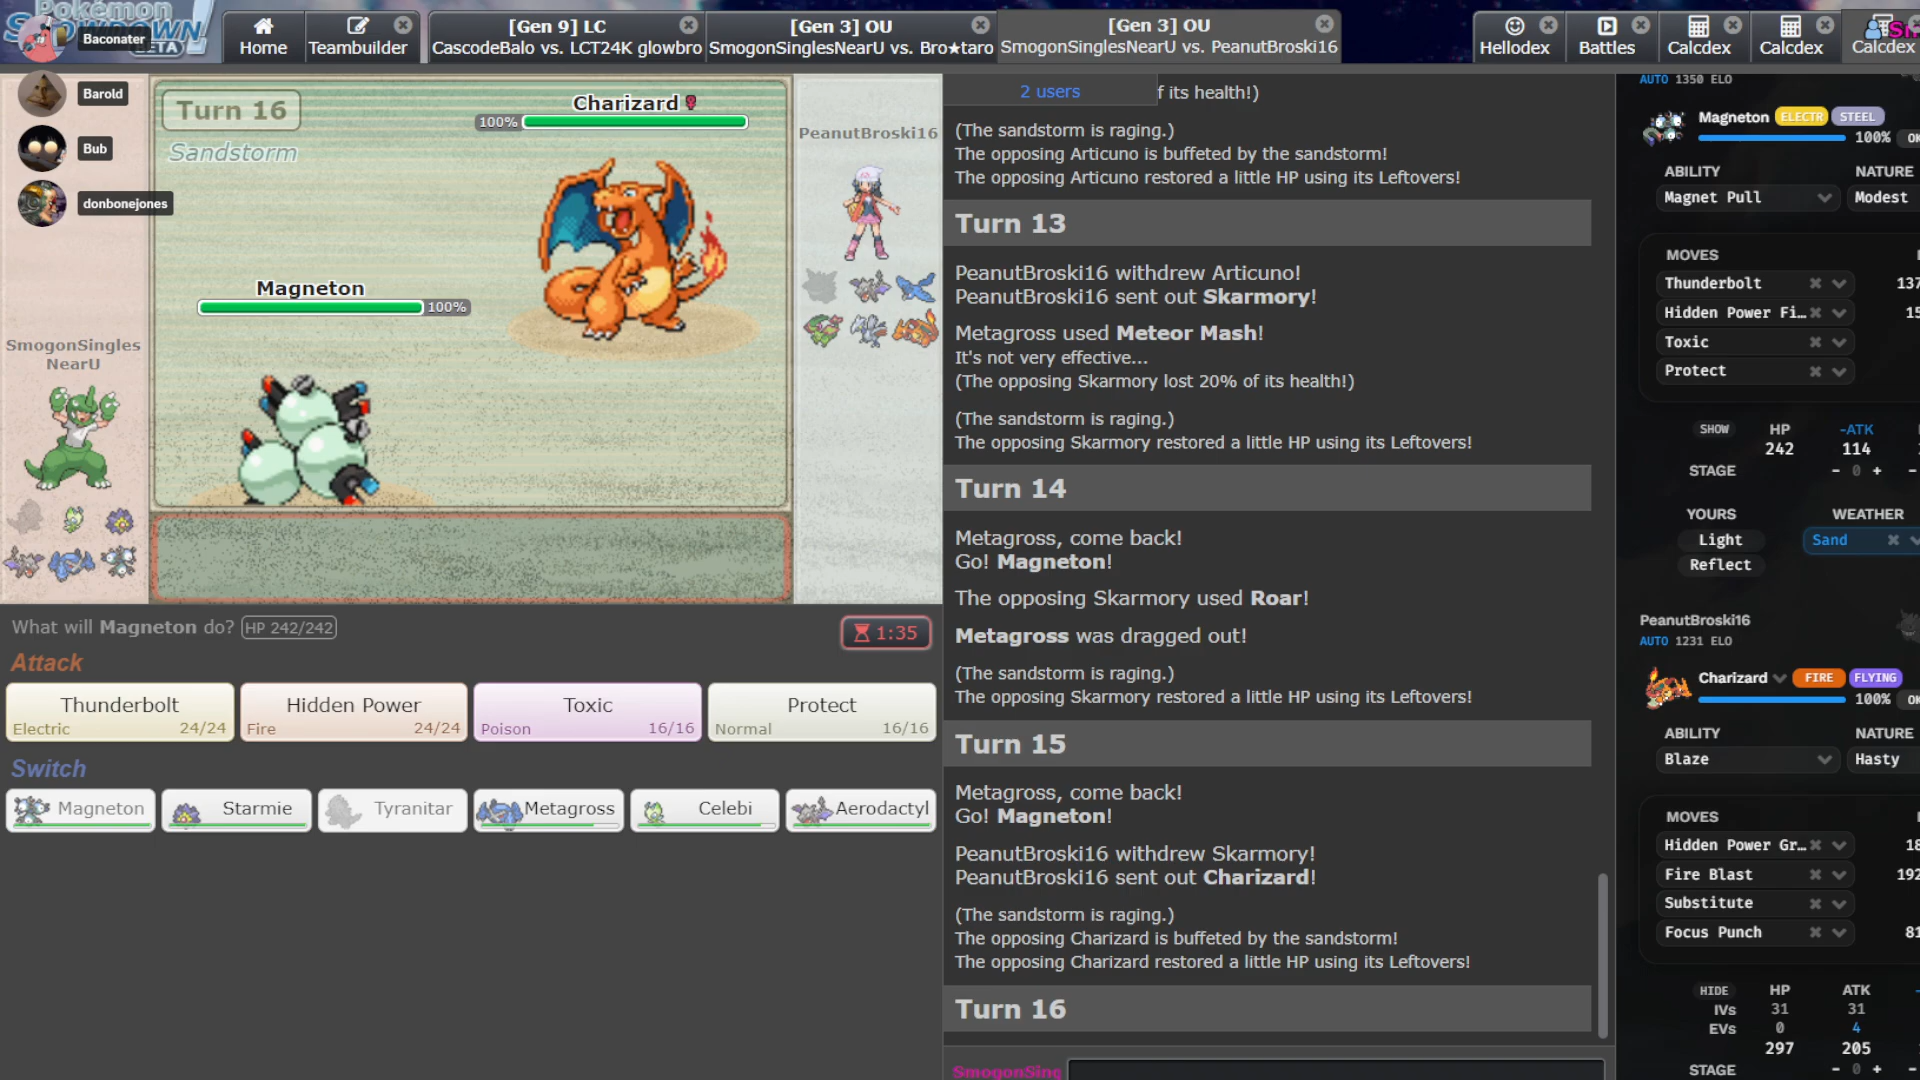 Pokémon
SHOWDOWN
BETA
Baconater
Home
Teambuilder
[Gen 9] LC
CascodeBalo vs. LCT24K glowbro
[Gen 3] OU
SmogonSinglesNearU vs. Bro★taro
[Gen 3] OU
SmogonSinglesNearU vs. PeanutBroski16
Hellodex
Battles
Calcdex
Calcdex
Calcdex
Barold
Bub
donbonejones
SmogonSingles
NearU
Turn 16
Sandstorm
Charizard
100%
Magneton
100%
PeanutBroski16
What will Magneton do? HP 242/242
1:35
Attack
Thunderbolt
Electric 24/24
Hidden Power
Fire 24/24
Toxic
Poison 16/16
Protect
Normal 16/16
Switch
Magneton
Starmie
Tyranitar
Metagross
Celebi
Aerodactyl
2 users
f its health!)
(The sandstorm is raging.)
The opposing Articuno is buffeted by the sandstorm!
The opposing Articuno restored a little HP using its Leftovers!
Turn 13
PeanutBroski16 withdrew Articuno!
PeanutBroski16 sent out Skarmory!
Metagross used Meteor Mash!
It's not very effective...
(The opposing Skarmory lost 20% of its health!)
(The sandstorm is raging.)
The opposing Skarmory restored a little HP using its Leftovers!
Turn 14
Metagross, come back!
Go! Magneton!
The opposing Skarmory used Roar!
Metagross was dragged out!
(The sandstorm is raging.)
The opposing Skarmory restored a little HP using its Leftovers!
Turn 15
Metagross, come back!
Go! Magneton!
PeanutBroski16 withdrew Skarmory!
PeanutBroski16 sent out Charizard!
(The sandstorm is raging.)
The opposing Charizard is buffeted by the sandstorm!
The opposing Charizard restored a little HP using its Leftovers!
Turn 16
SmogonSing
AUTO 1350 ELO
Magneton ELECTR STEEL
100% OK
ABILITY NATURE
Magnet Pull Modest
MOVES
Thunderbolt 137
Hidden Power Fi... 15
Toxic
Protect
SHOW HP -ATK
242 114
STAGE - 0 +
YOURS WEATHER
Light Sand
Reflect
PeanutBroski16
AUTO 1231 ELO
Charizard FIRE FLYING
100% OK
ABILITY NATURE
Blaze Hasty
MOVES
Hidden Power Gr... 18
Fire Blast 192
Substitute
Focus Punch 81
HIDE HP ATK
IVs 31 31
EVs 0 4
297 205
STAGE - 0 +